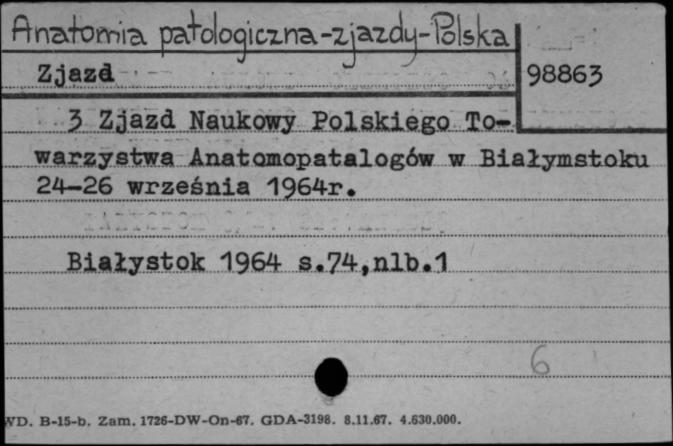 Anatomia patologiczna-zjazdy-Polska
Zjazd
98863
3 Zjazd Naukowy Polskiego To-
warzystwa Anatomopatalogów w Białymstoku
24-26 września 1964r.
Białystok 1964 s.74,nlb.1
6
WD. B-15-b. Zam. 1726-DW-On-67. GDA-3198. 8.11.67. 4.630.000.